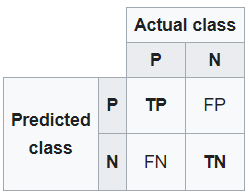 Actual class
P N
Predicted class
P TP FP
N FN TN